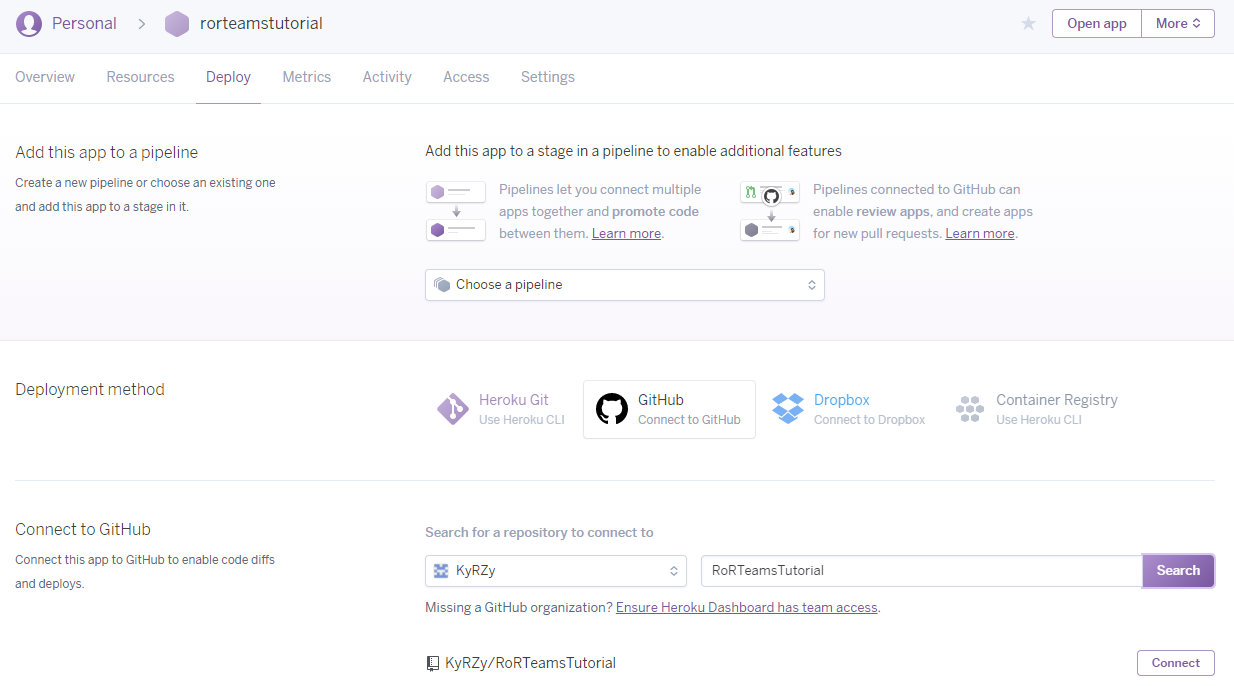 Personal > rorteamstutorial
Open app
More
Overview Resources Deploy Metrics Activity Access Settings
Add this app to a pipeline
Create a new pipeline or choose an existing one
and add this app to a stage in it.
Add this app to a stage in a pipeline to enable additional features
Pipelines let you connect multiple
apps together and promote code
between them. Learn more.
Pipelines connected to GitHub can
enable review apps, and create apps
for new pull requests. Learn more.
Choose a pipeline
Deployment method
Heroku Git
Use Heroku CLI
GitHub
Connect to GitHub
Dropbox
Connect to Dropbox
Container Registry
Use Heroku CLI
Connect to GitHub
Connect this app to GitHub to enable code diffs
and deploys.
Search for a repository to connect to
KyRZy
RoRTeamsTutorial
Search
Missing a GitHub organization? Ensure Heroku Dashboard has team access.
KyRZy/RoRTeamsTutorial
Connect